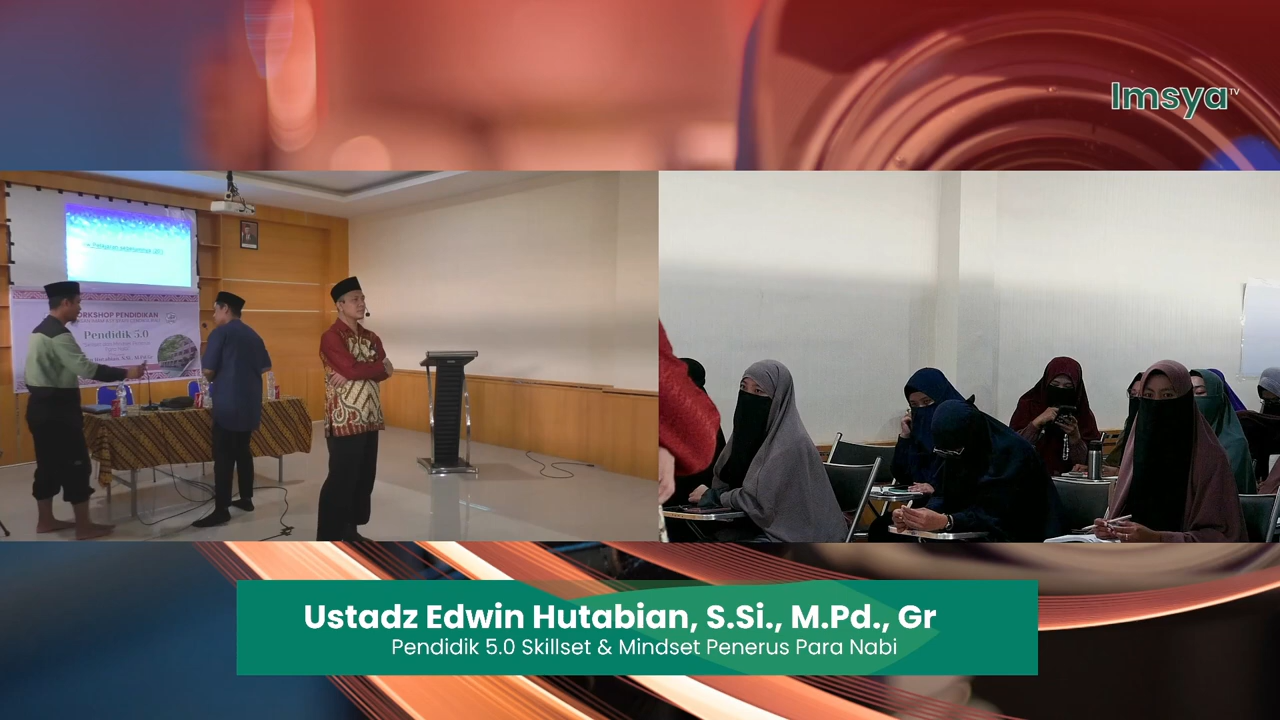 Imsya TV
WORKSHOP PENDIDIKAN
Pendidik 5.0
Ustadz Edwin Hutabian, S.Si., M.Pd., Gr
Pendidik 5.0 Skillset & Mindset Penerus Para Nabi